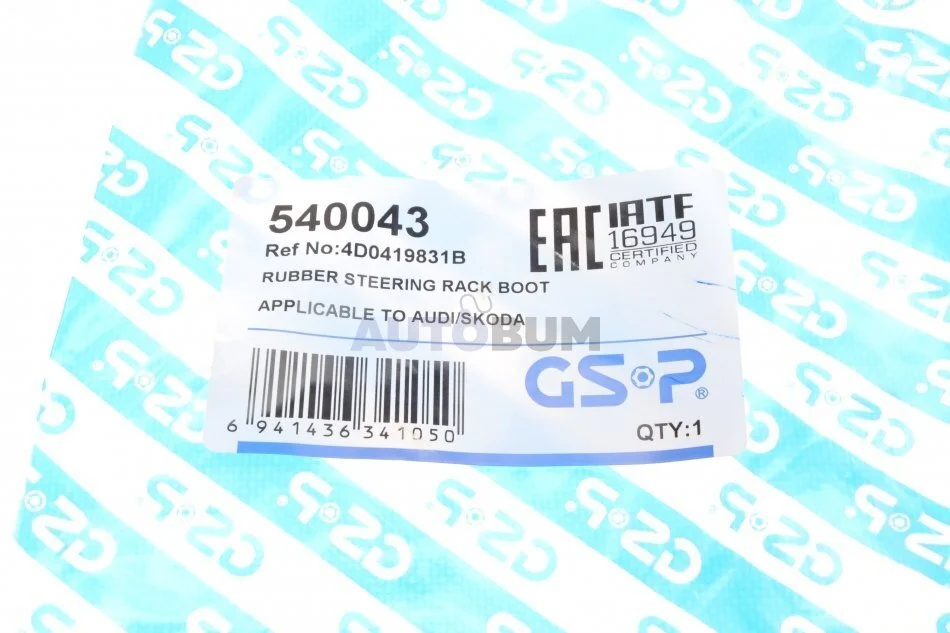 540043
Ref No:4D0419831B
RUBBER STEERING RACK BOOT
APPLICABLE TO AUDI/SKODA
EAC
IATF
16949
CERTIFIED
COMPANY
AUTOBUM
GSP®
6 941436 341050
QTY:1